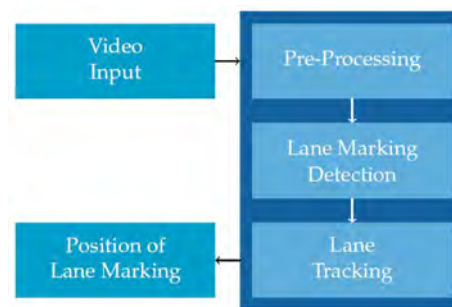 Video
Input
Pre-Processing
Lane Marking
Detection
Lane
Tracking
Position of
Lane Marking